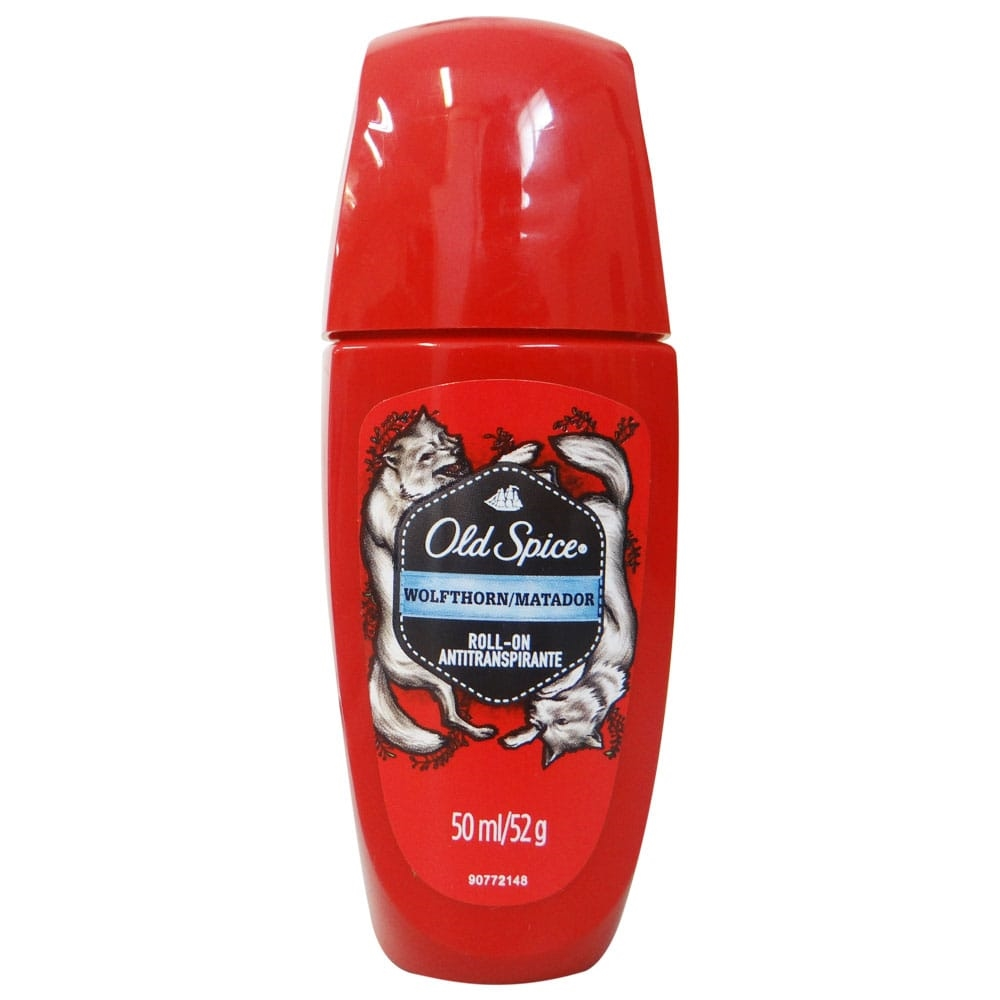 Old Spice®
WOLFTHORN/MATADOR
ROLL-ON
ANTITRANSPIRANTE
50 ml/52 g
90772148